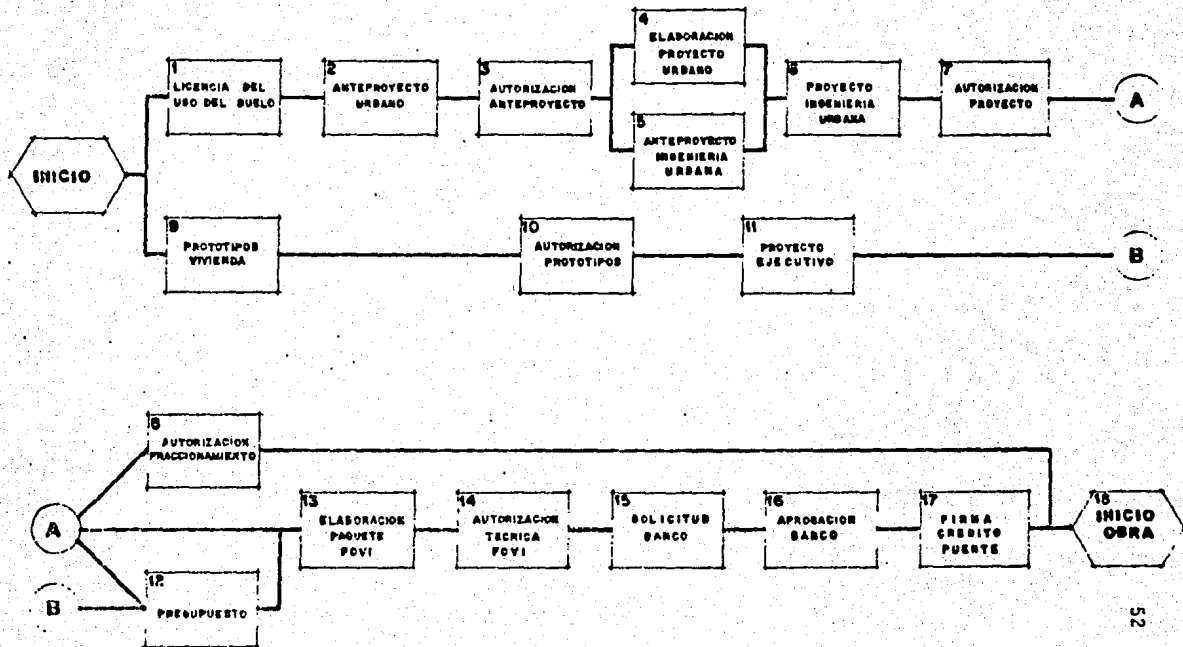 INICIO
1
LICENCIA DEL
USO DEL SUELO
2
ANTEPROYECTO
URBANO
3
AUTORIZACION
ANTEPROYECTO
4
ELABORACION
PROYECTO
URBANO
5
ANTEPROYECTO
INGENIERIA
URBANA
6
PROYECTO
INGENIERIA
URBANA
7
AUTORIZACION
PROYECTO
A
9
PROTOTIPOS
VIVIENDA
10
AUTORIZACION
PROTOTIPOS
11
PROYECTO
EJECUTIVO
B
8
AUTORIZACION
FRACCIONAMIENTO
A
B
12
PRESUPUESTO
13
ELABORACION
PAQUETE
FOVI
14
AUTORIZACION
TECNICA
FOVI
15
SOLICITUD
BANCO
16
APROBACION
BANCO
17
FIRMA
CREDITO
PUENTE
18
INICIO
OBRA
52